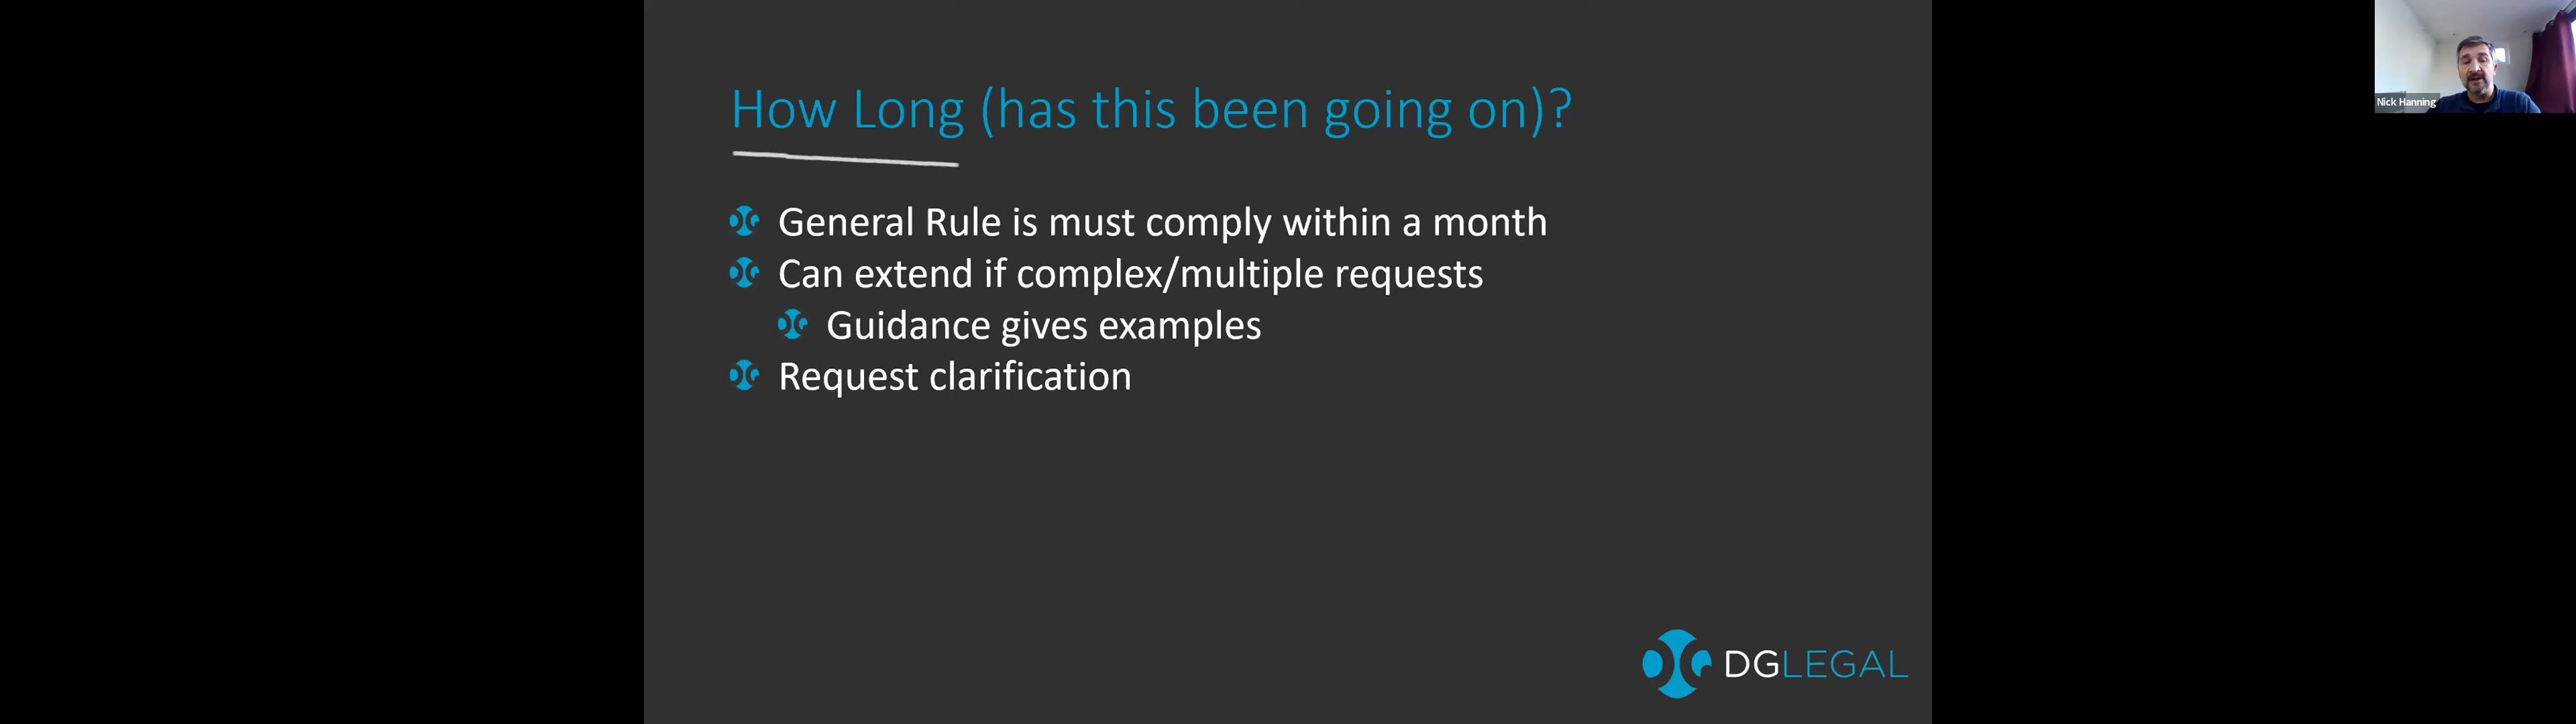 How Long (has this been going on)?
General Rule is must comply within a month
Can extend if complex/multiple requests
Guidance gives examples
Request clarification
DGLEGAL
Nick Hanning